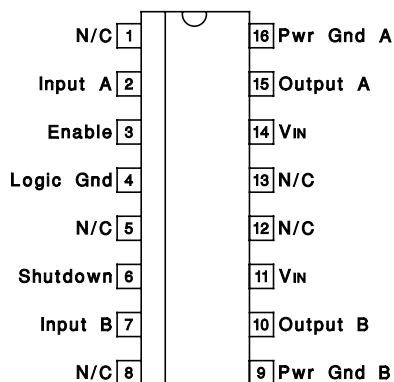 N/C 1 16 Pwr Gnd A
Input A 2 15 Output A
Enable 3 14 VIN
Logic Gnd 4 13 N/C
N/C 5 12 N/C
Shutdown 6 11 VIN
Input B 7 10 Output B
N/C 8 9 Pwr Gnd B